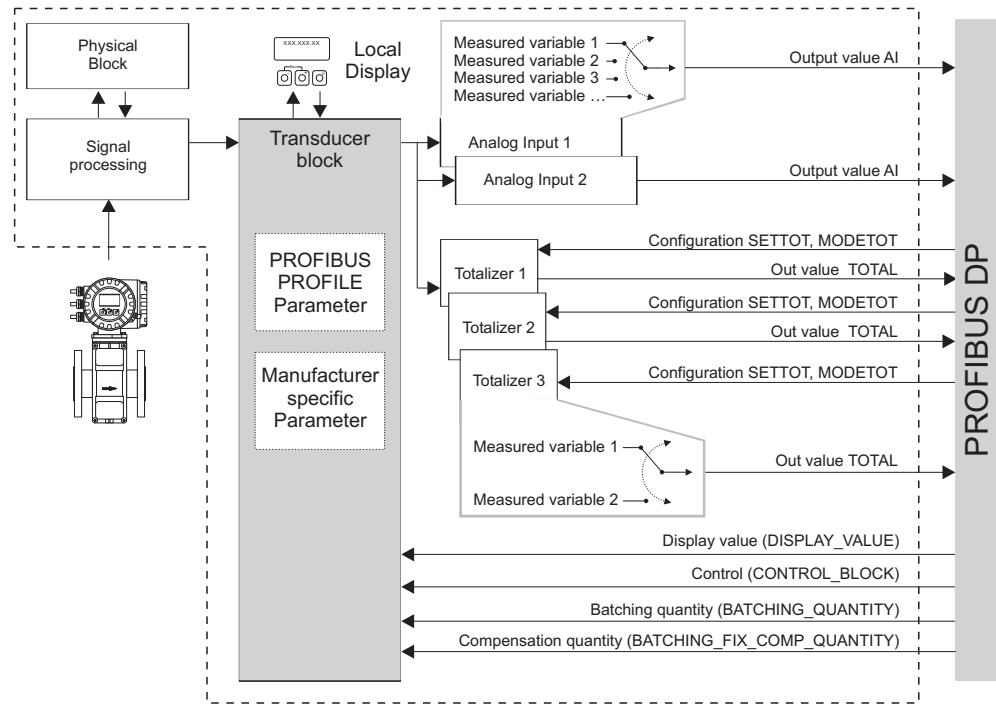 Physical
Block
Signal
processing
xxx.xxx.xx
Local
Display
Transducer
block
PROFIBUS
PROFILE
Parameter
Manufacturer
specific
Parameter
Measured variable 1
Measured variable 2
Measured variable 3
Measured variable …
Analog Input 1
Analog Input 2
Output value AI
Output value AI
Totalizer 1
Totalizer 2
Totalizer 3
Configuration SETTOT, MODETOT
Out value TOTAL
Configuration SETTOT, MODETOT
Out value TOTAL
Configuration SETTOT, MODETOT
Measured variable 1
Measured variable 2
Out value TOTAL
Display value (DISPLAY_VALUE)
Control (CONTROL_BLOCK)
Batching quantity (BATCHING_QUANTITY)
Compensation quantity (BATCHING_FIX_COMP_QUANTITY)
PROFIBUS DP